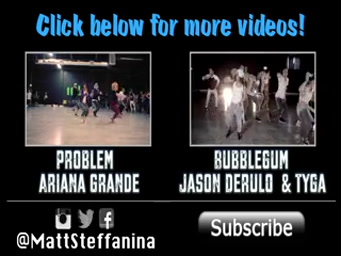 Click below for more videos!
PROBLEM
ARIANA GRANDE
BUBBLEGUM
JASON DERULO & TYGA
@MattSteffanina
Subscribe